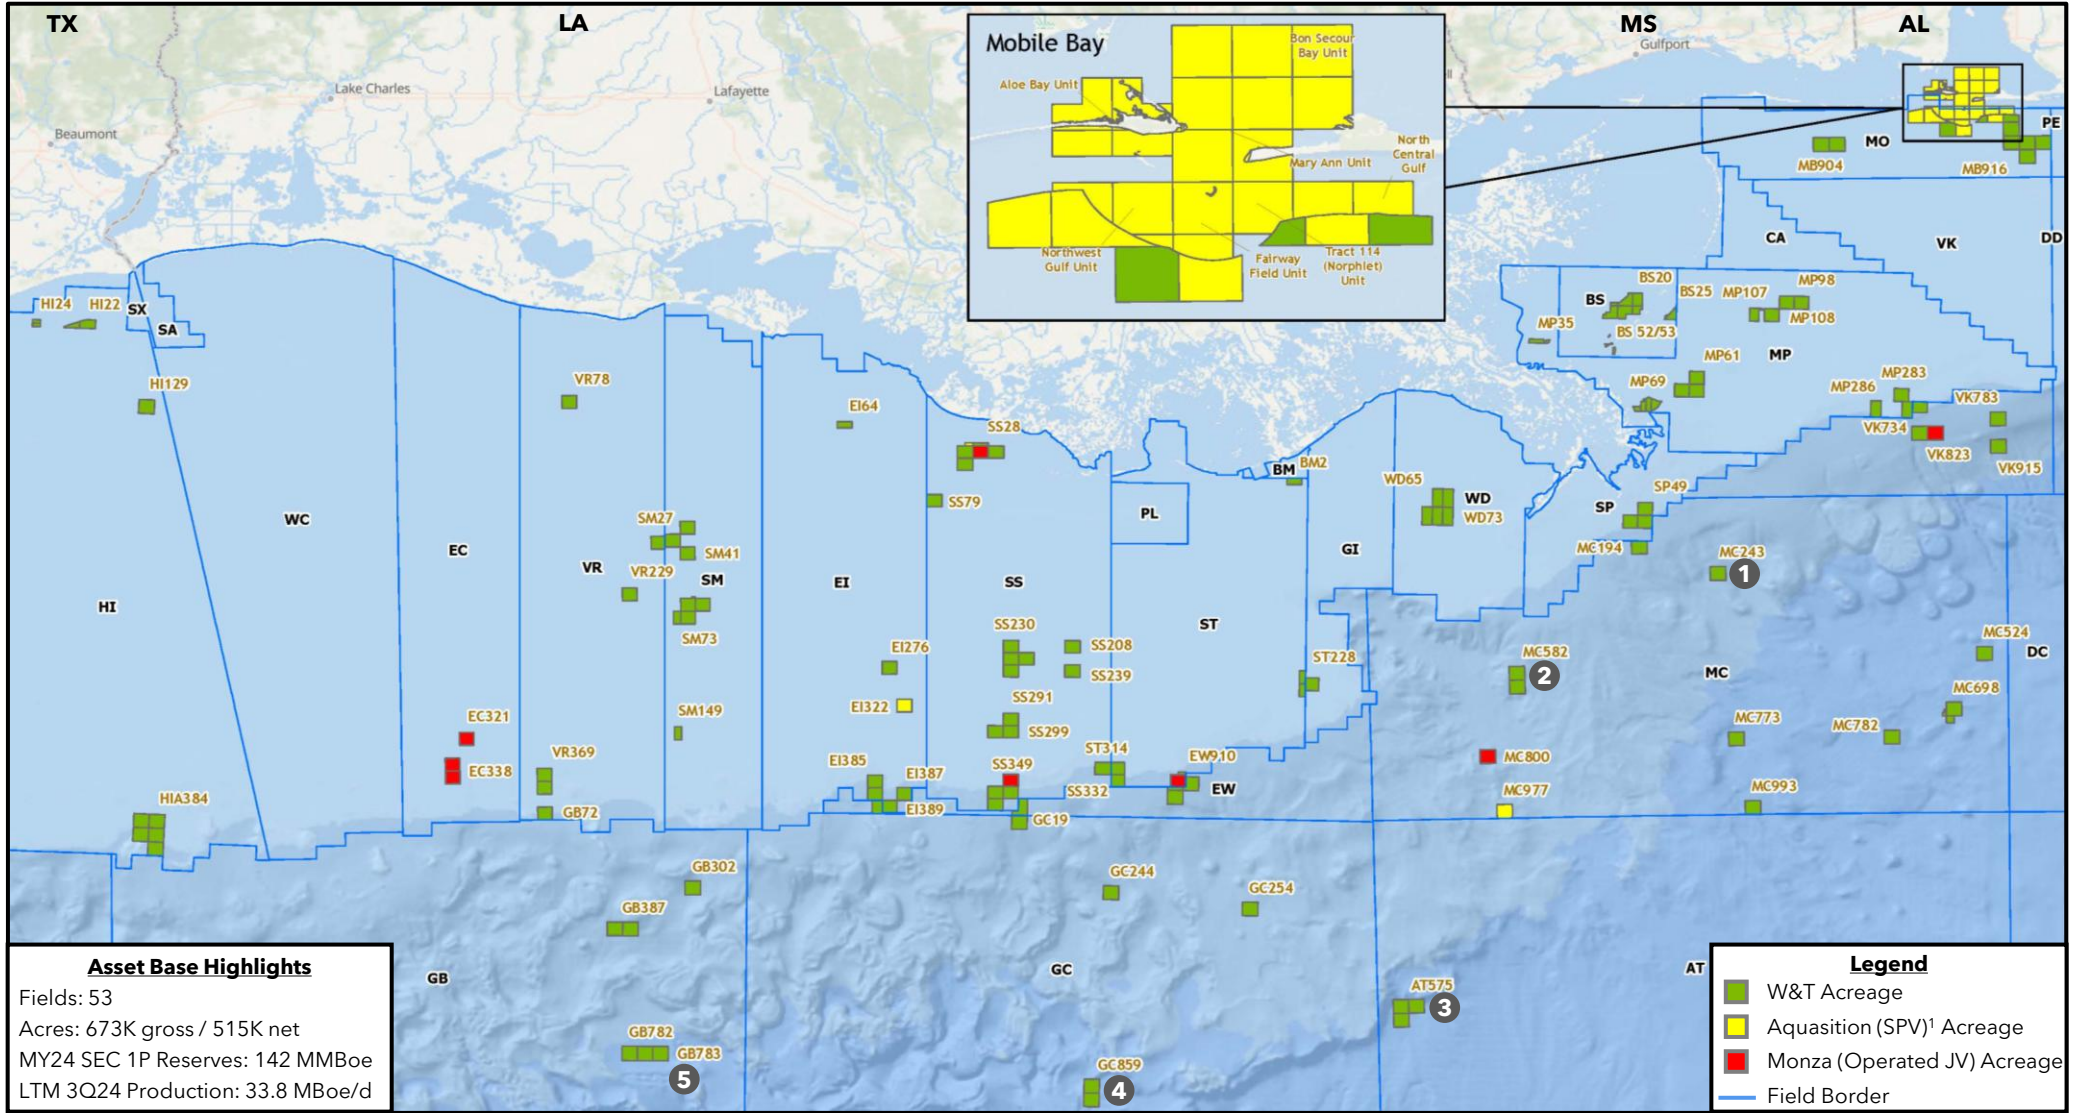 TX
LA
MS
AL
Lake Charles
Beaumont
Lafayette
Gulfport
Mobile Bay
Bon Secour
Bay Unit
Aloe Bay Unit
Mary Ann Unit
North
Central
Gulf
Northwest
Gulf Unit
Fairway
Field Unit
Tract 114
(Norphlet)
Unit
MO
PE
MB904
MB916
CA
VK
DD
HI24
HI22
SX
SA
BS20
BS
BS25
MP107
MP98
MP108
MP35
BS 52/53
MP61
MP
MP69
MP286
MP283
VK783
VK734
VK823
VK915
HI129
VR78
EI64
SS28
SS79
BM
BM2
PL
WD65
WD
WD73
SP49
SP
MC194
MC243
1
WC
EC
VR
SM27
SM41
VR229
SM
SM73
EI
SS
GI
HI
ST
SS230
SS208
SS239
EI276
ST228
MC582
2
MC
MC524
DC
MC698
EI322
SS291
SS299
SM149
EC321
EC338
VR369
GB72
EI385
EI387
EI389
SS349
ST314
SS332
EW910
EW
GC19
MC773
MC782
MC800
MC977
MC993
HIA384
GB302
GB387
GC244
GC254
GB
GC
AT
AT575
3
GB782
GB783
5
GC859
4
Asset Base Highlights
Fields: 53
Acres: 673K gross / 515K net
MY24 SEC 1P Reserves: 142 MMBoe
LTM 3Q24 Production: 33.8 MBoe/d
Legend
W&T Acreage
Aquasition (SPV)¹ Acreage
Monza (Operated JV) Acreage
Field Border